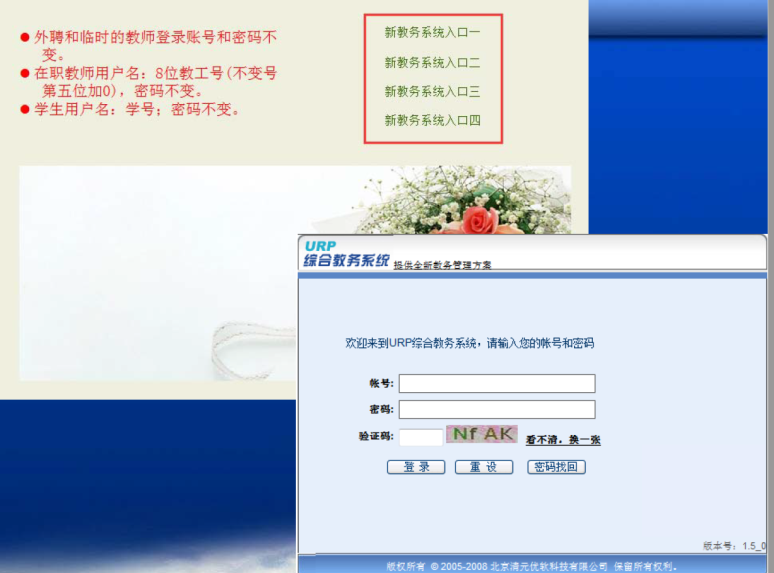 ●外聘和临时的教师登录账号和密码不
变。
●在职教师用户名：8位教工号(不变号
第五位加0)，密码不变。
●学生用户名：学号；密码不变。
新教务系统入口一
新教务系统入口二
新教务系统入口三
新教务系统入口四
URP
综合教务系统 提供全新教务管理方案
欢迎来到URP综合教务系统，请输入您的帐号和密码
帐号:
密码:
验证码: NfAK 看不清，换一张
登录 重设 密码找回
版本号：1.5_0
版权所有 ©2005-2008 北京清元优软科技有限公司 保留所有权利。